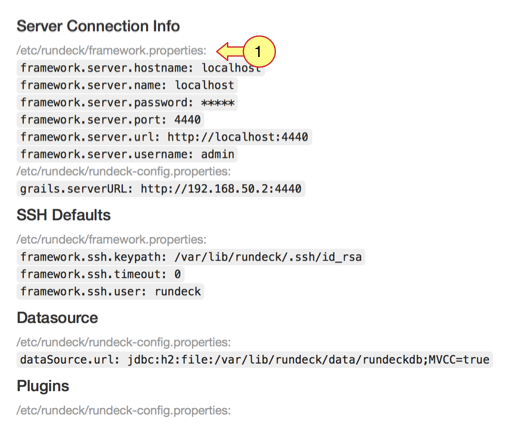 Server Connection Info
/etc/rundeck/framework.properties:
1
framework.server.hostname: localhost
framework.server.name: localhost
framework.server.password: *****
framework.server.port: 4440
framework.server.url: http://localhost:4440
framework.server.username: admin
/etc/rundeck/rundeck-config.properties:
grails.serverURL: http://192.168.50.2:4440
SSH Defaults
/etc/rundeck/framework.properties:
framework.ssh.keypath: /var/lib/rundeck/.ssh/id_rsa
framework.ssh.timeout: 0
framework.ssh.user: rundeck
Datasource
/etc/rundeck/rundeck-config.properties:
dataSource.url: jdbc:h2:file:/var/lib/rundeck/data/rundeckdb;MVCC=true
Plugins
/etc/rundeck/rundeck-config.properties: